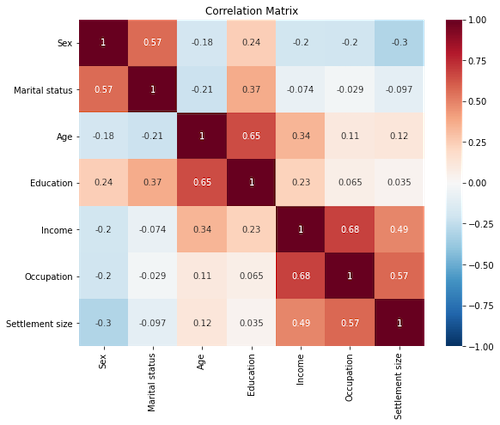 Correlation Matrix
Sex 1 0.57 -0.18 0.24 -0.2 -0.2 -0.3
Marital status 0.57 1 -0.21 0.37 -0.074 -0.029 -0.097
Age -0.18 -0.21 1 0.65 0.34 0.11 0.12
Education 0.24 0.37 0.65 1 0.23 0.065 0.035
Income -0.2 -0.074 0.34 0.23 1 0.68 0.49
Occupation -0.2 -0.029 0.11 0.065 0.68 1 0.57
Settlement size -0.3 -0.097 0.12 0.035 0.49 0.57 1
Sex Marital status Age Education Income Occupation Settlement size
1.00
0.75
0.50
0.25
0.00
-0.25
-0.50
-0.75
-1.00